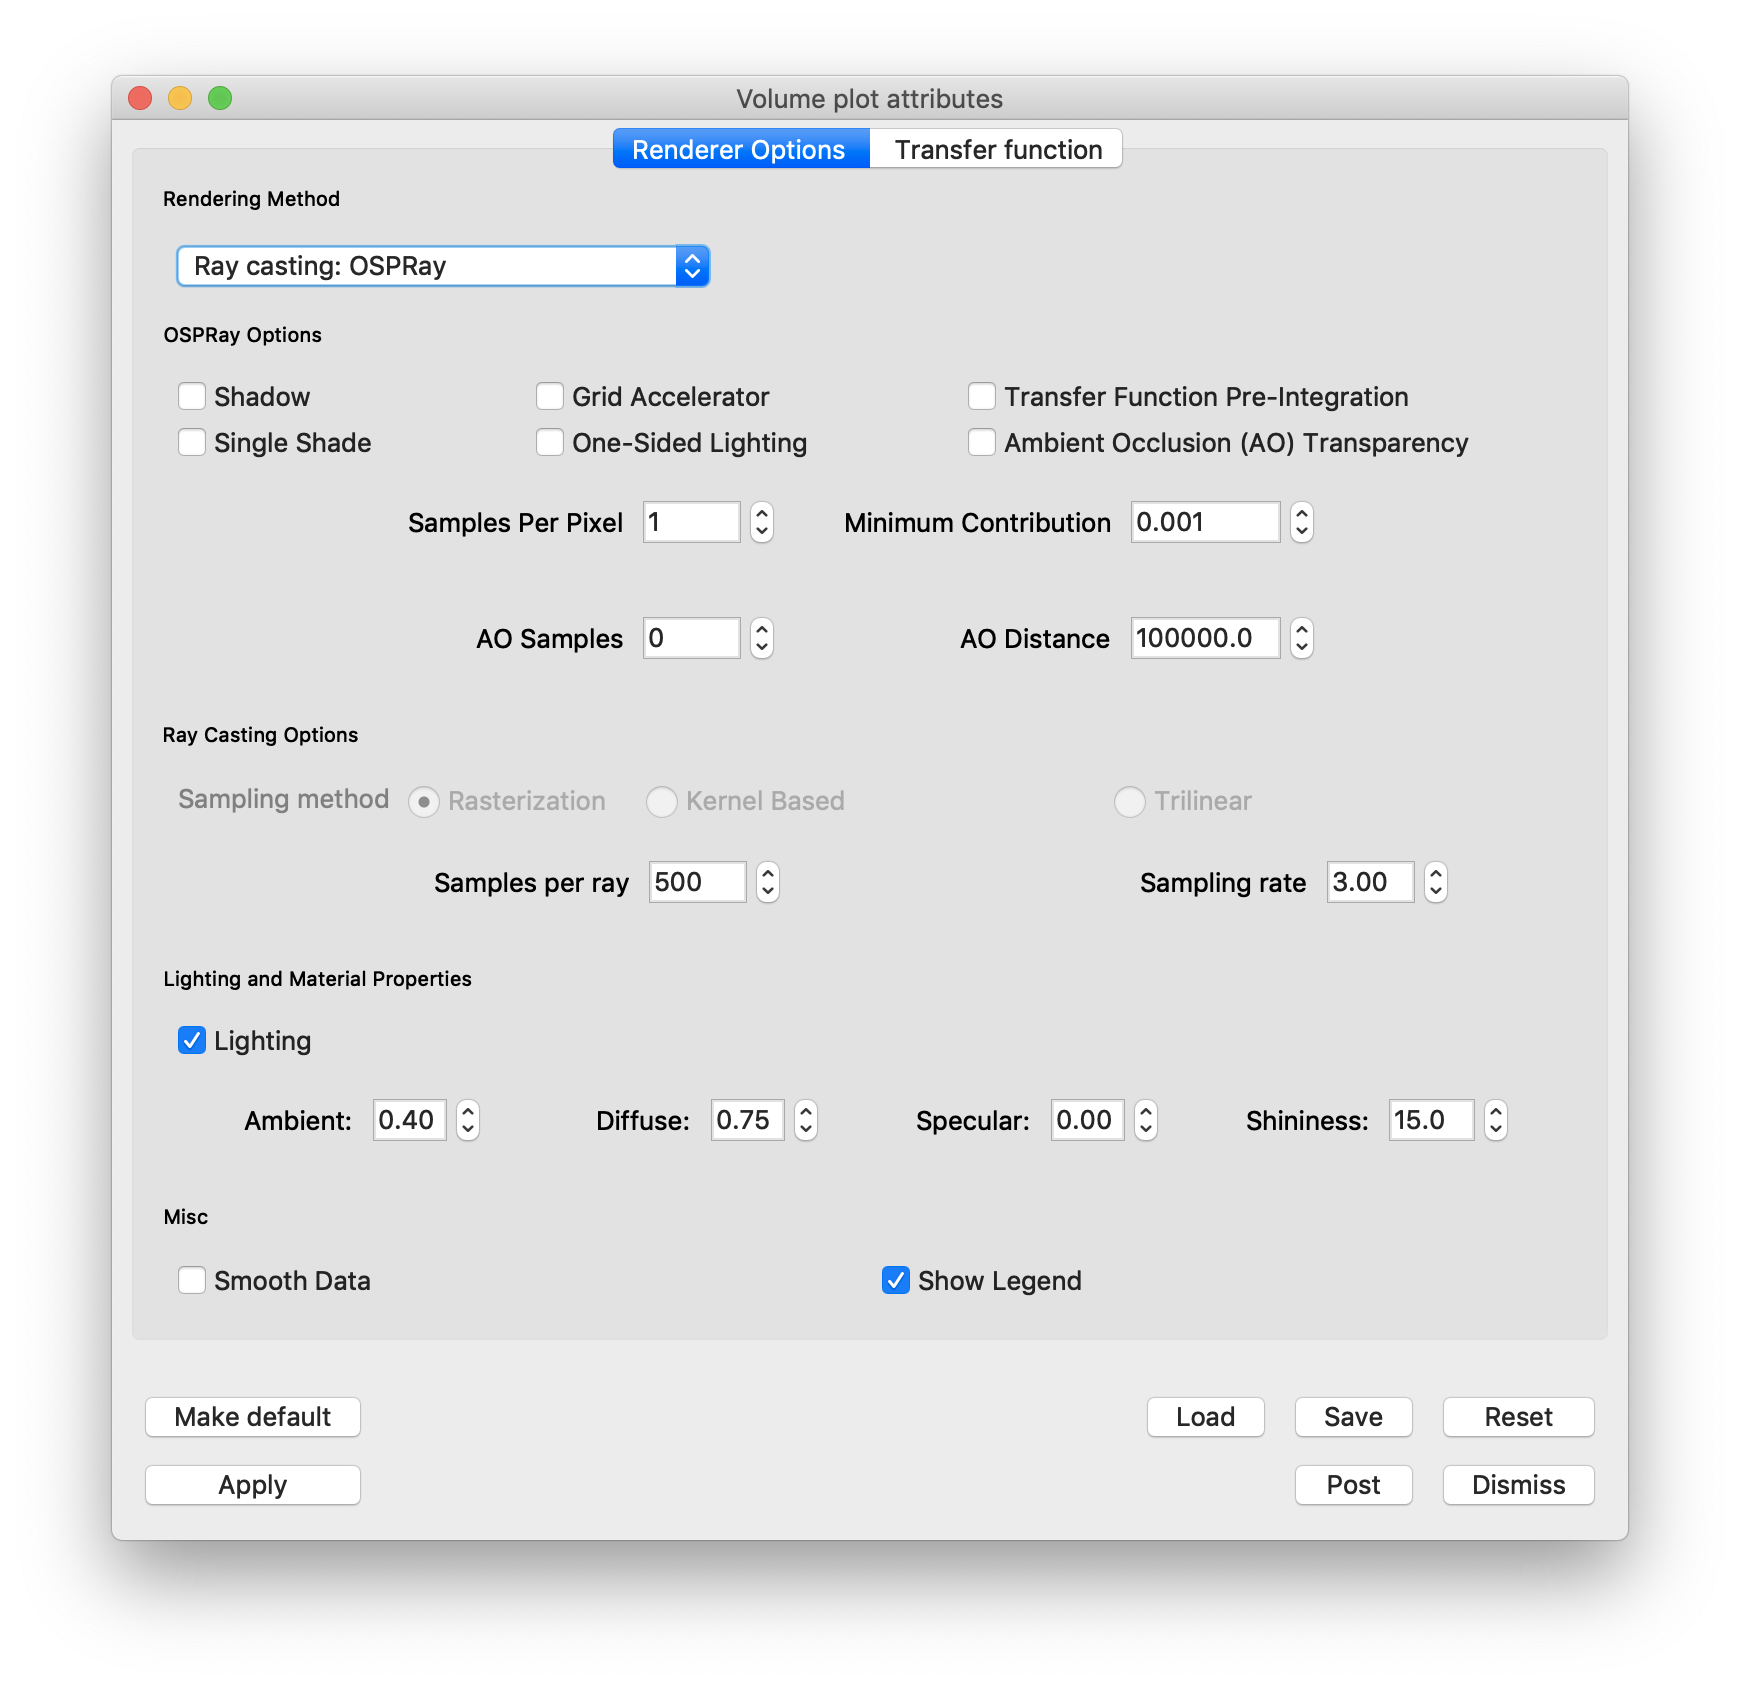 Volume plot attributes
Renderer Options Transfer function
Rendering Method
Ray casting: OSPRay
OSPRay Options
Shadow Grid Accelerator Transfer Function Pre-Integration
Single Shade One-Sided Lighting Ambient Occlusion (AO) Transparency
Samples Per Pixel 1 Minimum Contribution 0.001
AO Samples 0 AO Distance 100000.0
Ray Casting Options
Sampling method Rasterization Kernel Based Trilinear
Samples per ray 500 Sampling rate 3.00
Lighting and Material Properties
Lighting
Ambient: 0.40 Diffuse: 0.75 Specular: 0.00 Shininess: 15.0
Misc
Smooth Data Show Legend
Make default Load Save Reset
Apply Post Dismiss